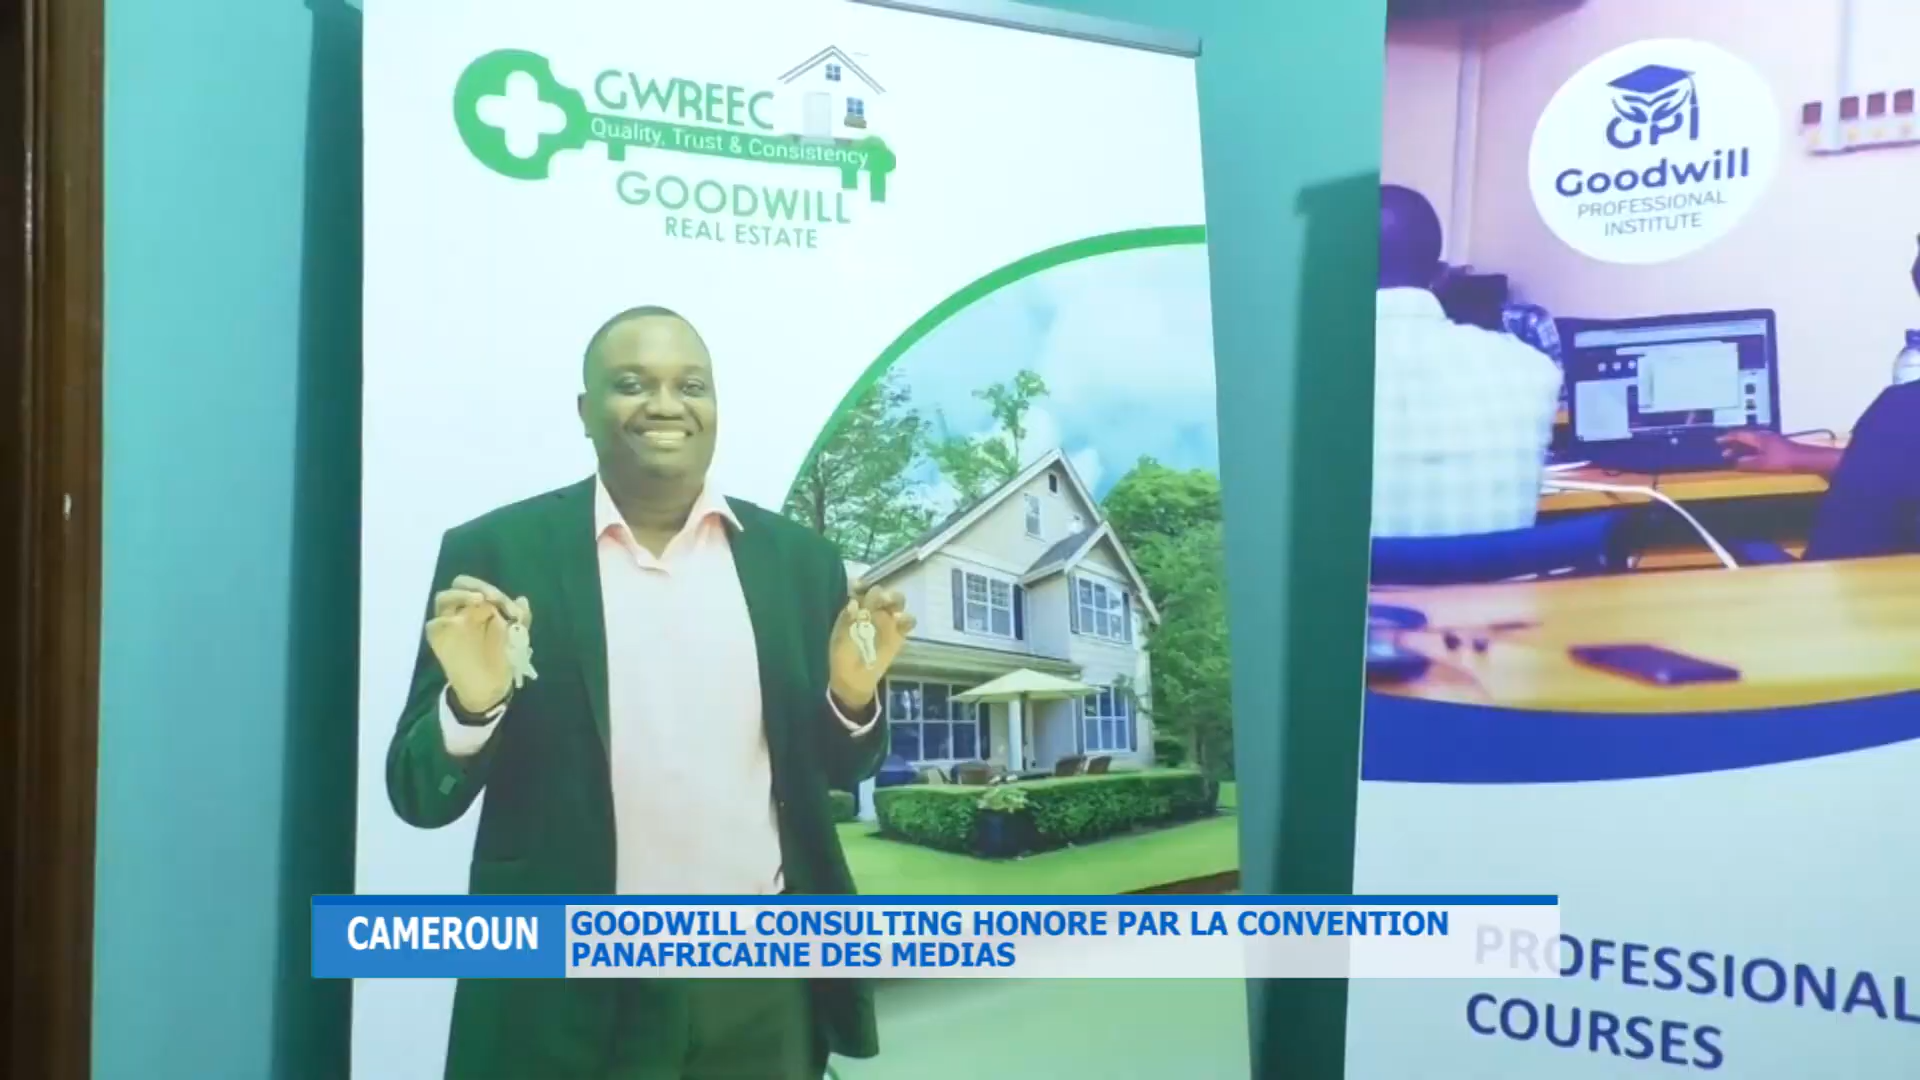 GWREEC
Quality, Trust & Consistency
GOODWILL
REAL ESTATE
GPI
Goodwill
PROFESSIONAL
INSTITUTE
CAMEROUN
GOODWILL CONSULTING HONORE PAR LA CONVENTION
PANAFRICAINE DES MEDIAS
PROFESSIONAL
COURSES